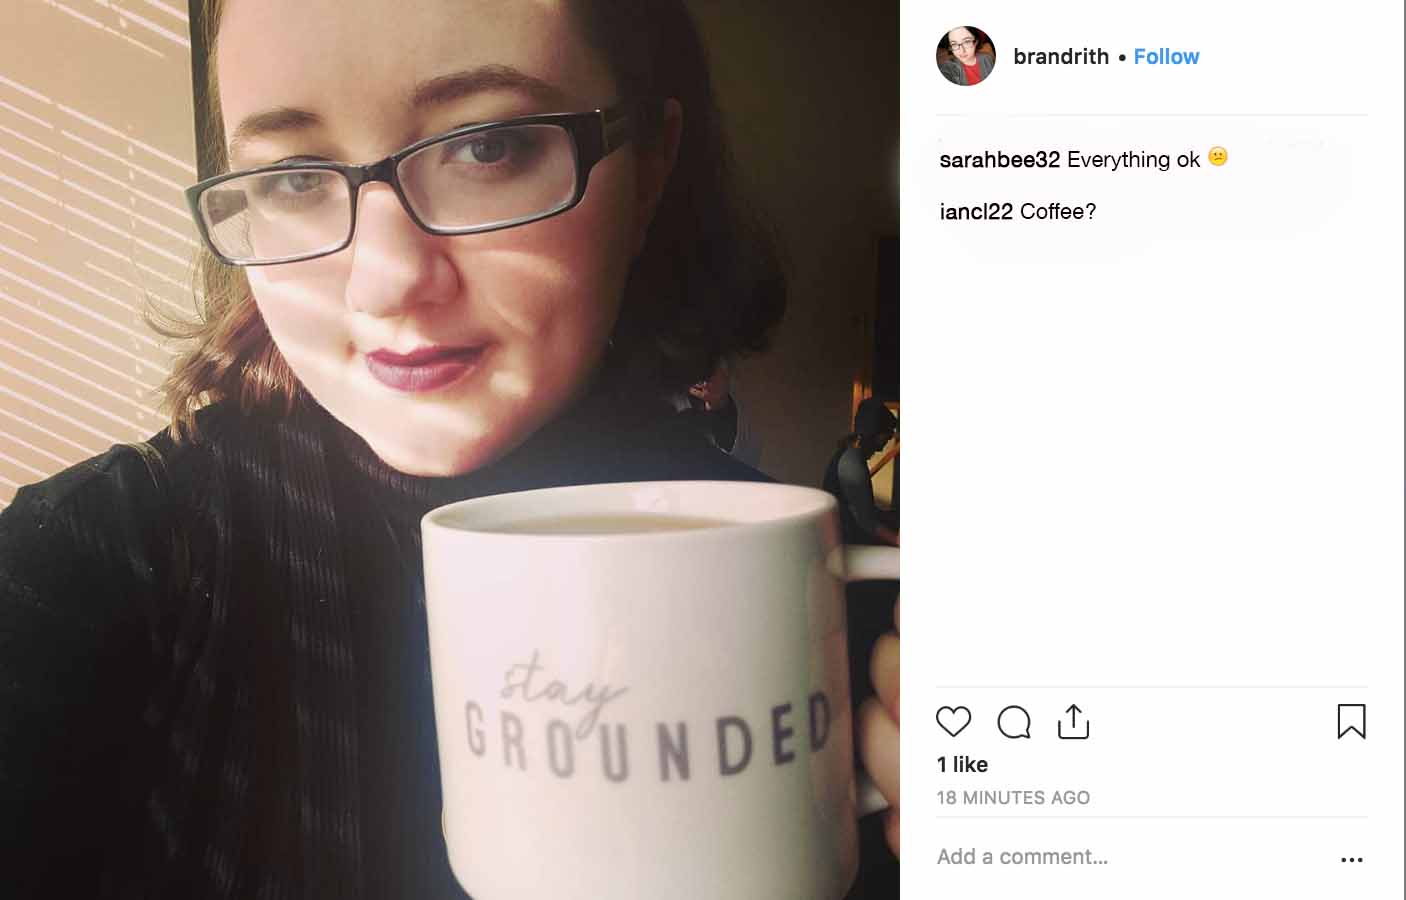 stay
GROUNDED
brandrith • Follow
sarahbee32 Everything ok 😕
iancl22 Coffee?
1 like
18 MINUTES AGO
Add a comment...